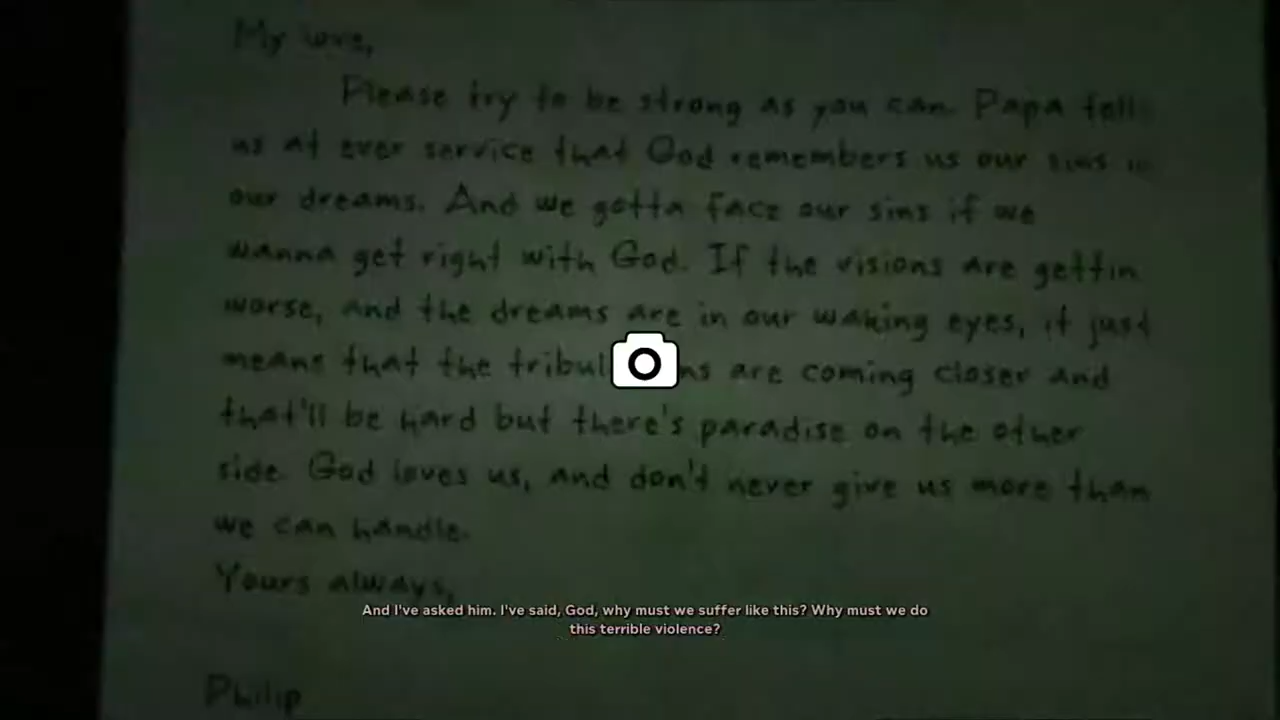 My love,
Please try to be strong as you can. Papa tells
us at ever service that God remembers us our sins in
our dreams. And we gotta face our sins if we
wanna get right with God. If the visions are gettin
worse, and the dreams are in our waking eyes, it just
means that the are coming closer and
that'll be hard but there's paradise on the other
side. God loves us, and don't never give us more than
we can handle.
Yours always,
And I've asked him. I've said, God, why must we suffer like this? Why must we do
this terrible violence?
Philip